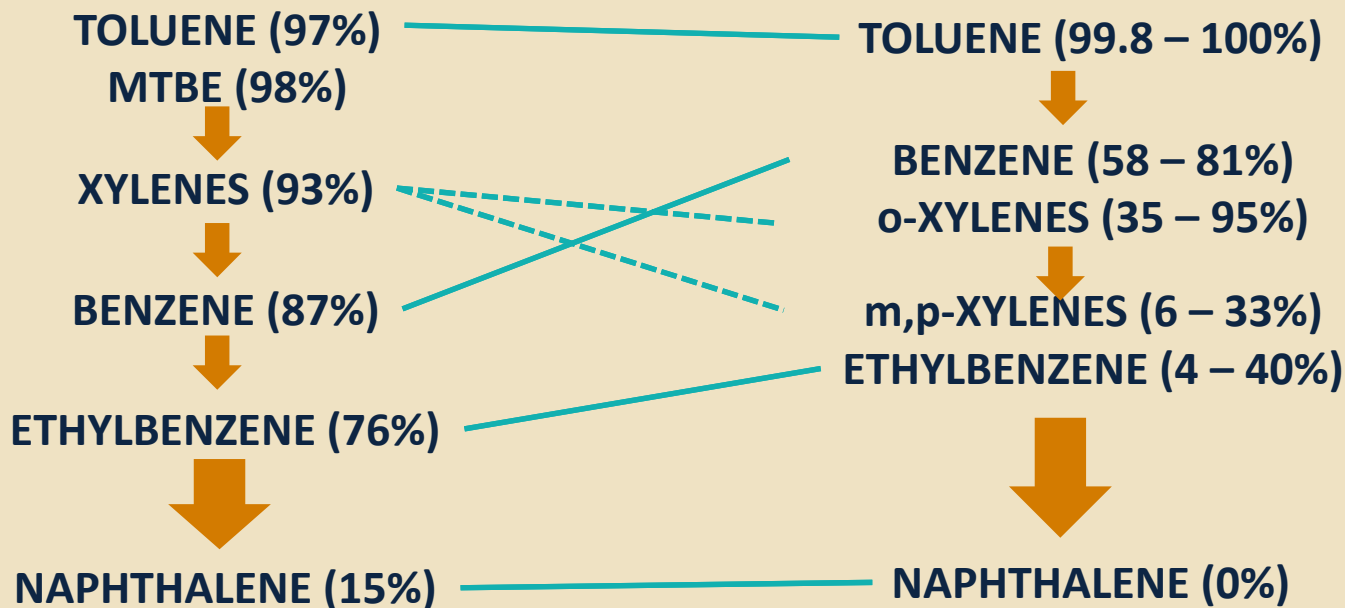 TOLUENE (97%)
MTBE (98%)
XYLENES (93%)
BENZENE (87%)
ETHYLBENZENE (76%)
NAPHTHALENE (15%)
TOLUENE (99.8 – 100%)
BENZENE (58 – 81%)
o-XYLENES (35 – 95%)
m,p-XYLENES (6 – 33%)
ETHYLBENZENE (4 – 40%)
NAPHTHALENE (0%)